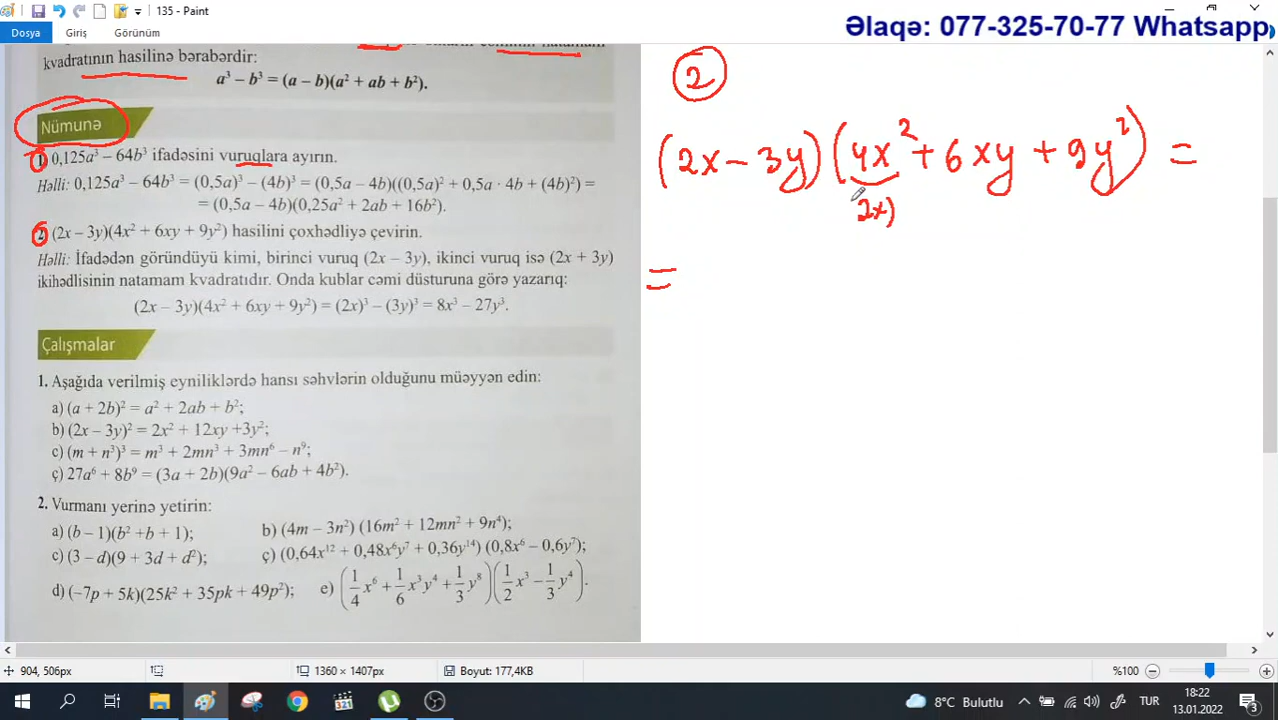 135 - Paint
Dosya Giriş Görünüm
Əlaqə: 077-325-70-77 Whatsapp
kvadratının hasilinə bərabərdir:
a³ – b³ = (a – b)(a² + ab + b²).
Nümunə
1. 0,125a³ – 64b³ ifadəsini vuruqlara ayırın.
Həlli: 0,125a³ – 64b³ = (0,5a)³ – (4b)³ = (0,5a – 4b)((0,5a)² + 0,5a · 4b + (4b)²) =
= (0,5a – 4b)(0,25a² + 2ab + 16b²).
2. (2x – 3y)(4x² + 6xy + 9y²) hasilini çoxhədliyə çevirin.
Həlli: İfadədən göründüyü kimi, birinci vuruq (2x – 3y), ikinci vuruq isə (2x + 3y)
ikihədlisinin natamam kvadratıdır. Onda kublar cəmi düsturuna görə yazarıq:
(2x – 3y)(4x² + 6xy + 9y²) = (2x)³ – (3y)³ = 8x³ – 27y³.
Çalışmalar
1. Aşağıda verilmiş eyniliklərdə hansı səhvlərin olduğunu müəyyən edin:
a) (a + 2b)² = a² + 2ab + b²;
b) (2x – 3y)² = 2x² + 12xy +3y²;
c) (m + n³)³ = m³ + 2mn³ + 3mn⁶ – n⁹;
ç) 27a⁶ + 8b⁹ = (3a + 2b)(9a² – 6ab + 4b²).
2. Vurmanı yerinə yetirin:
a) (b – 1)(b² +b + 1); b) (4m – 3n²) (16m² + 12mn² + 9n⁴);
c) (3 – d)(9 + 3d + d²); ç) (0,64x¹² + 0,48x⁶y⁷ + 0,36y¹⁴) (0,8x⁶ – 0,6y⁷);
d) (–7p + 5k)(25k² + 35pk + 49p²); e) (1/4 x⁶ + 1/6 x³y⁴ + 1/3 y⁸)(1/2 x³ – 1/3 y⁴).
2
(2x – 3y)(4x² + 6xy + 9y²) =
2x)
=
904, 506px 1360 × 1407px Boyut: 177,4KB %100
8°C Bulutlu TUR 18:22
13.01.2022 3